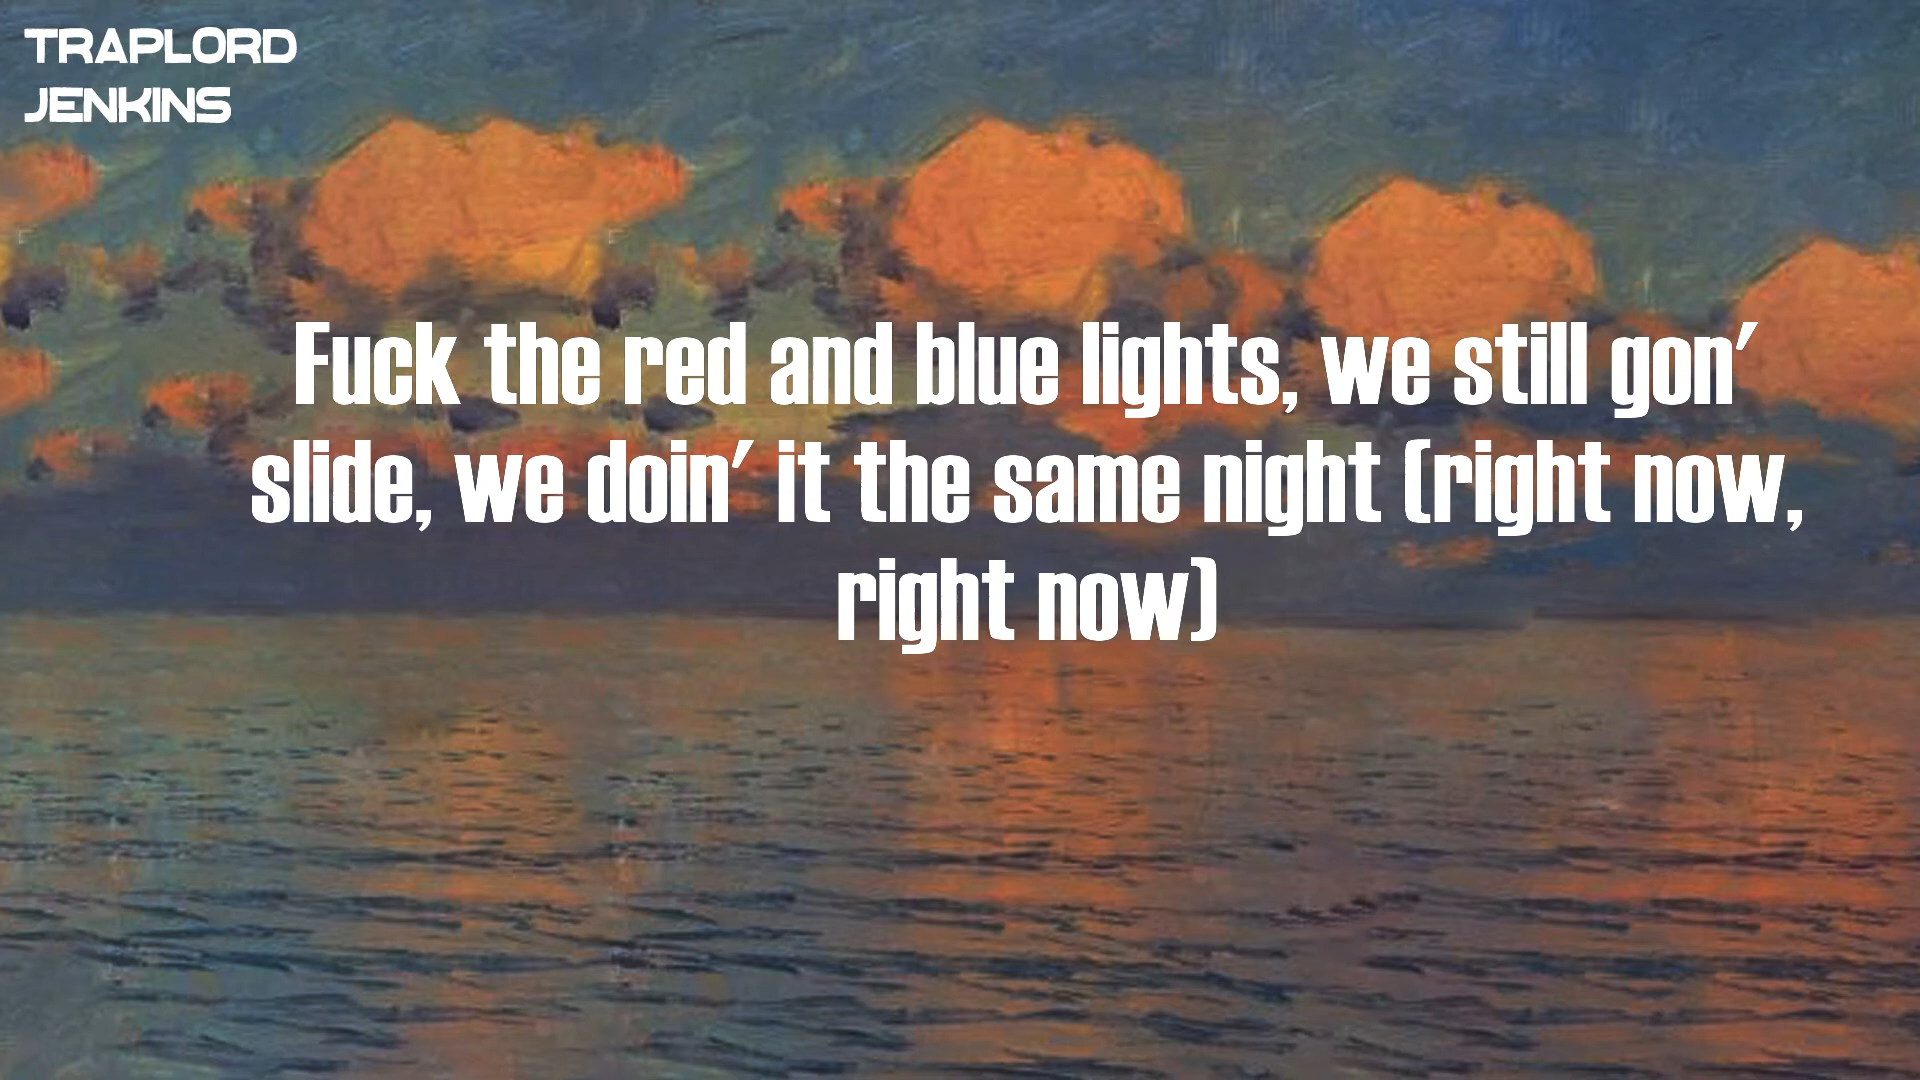 TRAPLORD
JENKINS
Fuck the red and blue lights, we still gon'
slide, we doin' it the same night (right now,
right now)